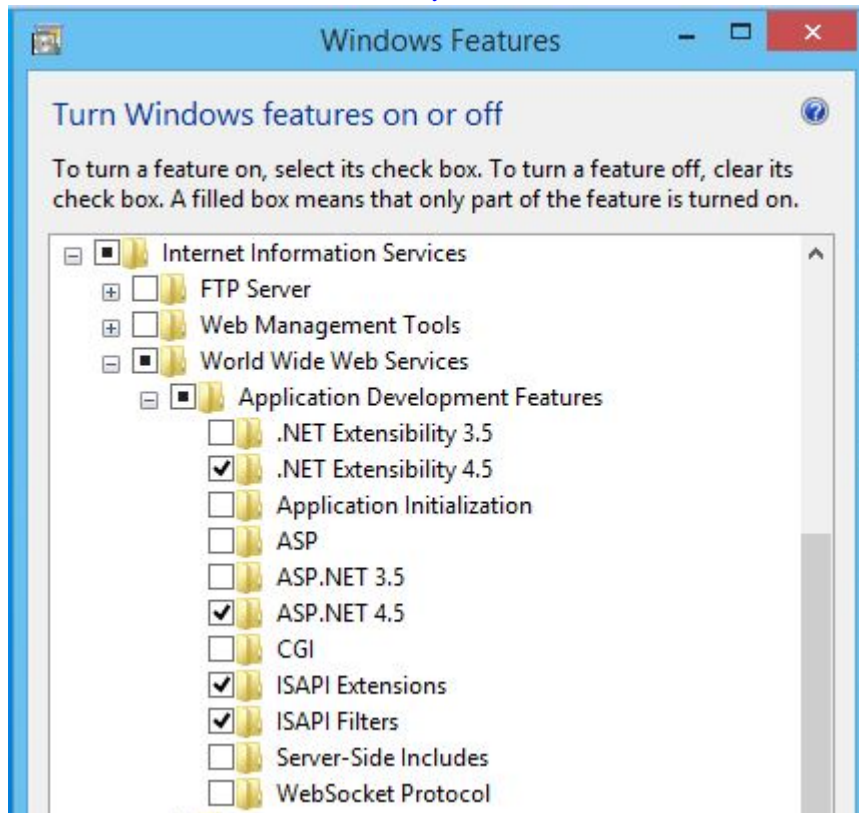 Windows Features
Turn Windows features on or off
To turn a feature on, select its check box. To turn a feature off, clear its
check box. A filled box means that only part of the feature is turned on.
Internet Information Services
FTP Server
Web Management Tools
World Wide Web Services
Application Development Features
.NET Extensibility 3.5
.NET Extensibility 4.5
Application Initialization
ASP
ASP.NET 3.5
ASP.NET 4.5
CGI
ISAPI Extensions
ISAPI Filters
Server-Side Includes
WebSocket Protocol